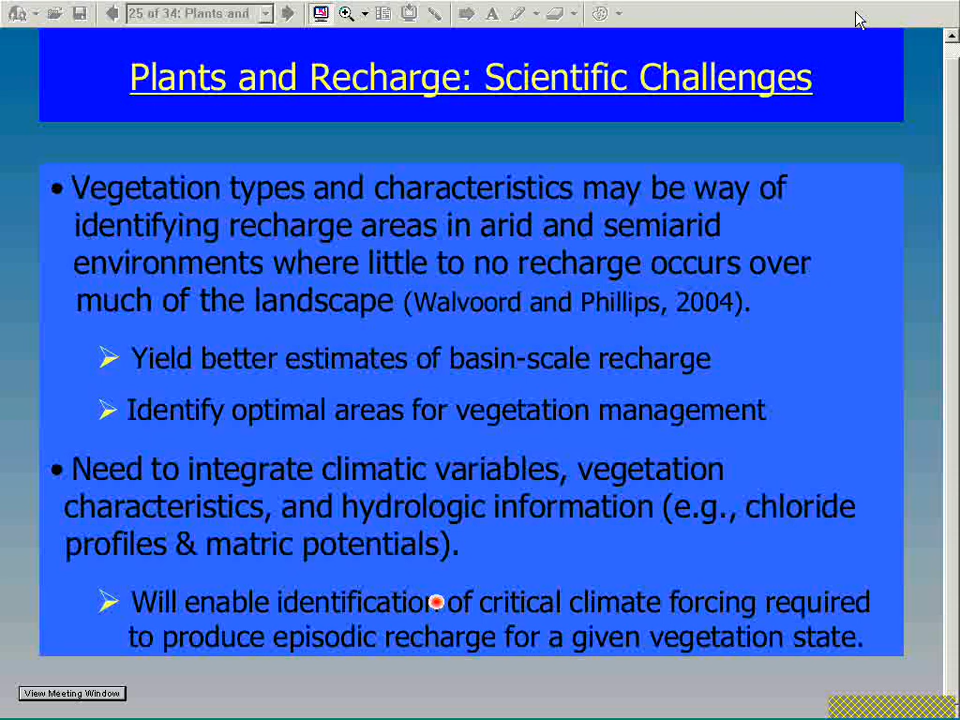 25 of 34: Plants and
Plants and Recharge: Scientific Challenges
• Vegetation types and characteristics may be way of
identifying recharge areas in arid and semiarid
environments where little to no recharge occurs over
much of the landscape (Walvoord and Phillips, 2004).
Yield better estimates of basin-scale recharge
Identify optimal areas for vegetation management
• Need to integrate climatic variables, vegetation
characteristics, and hydrologic information (e.g., chloride
profiles & matric potentials).
Will enable identification of critical climate forcing required
to produce episodic recharge for a given vegetation state.
View Meeting Window